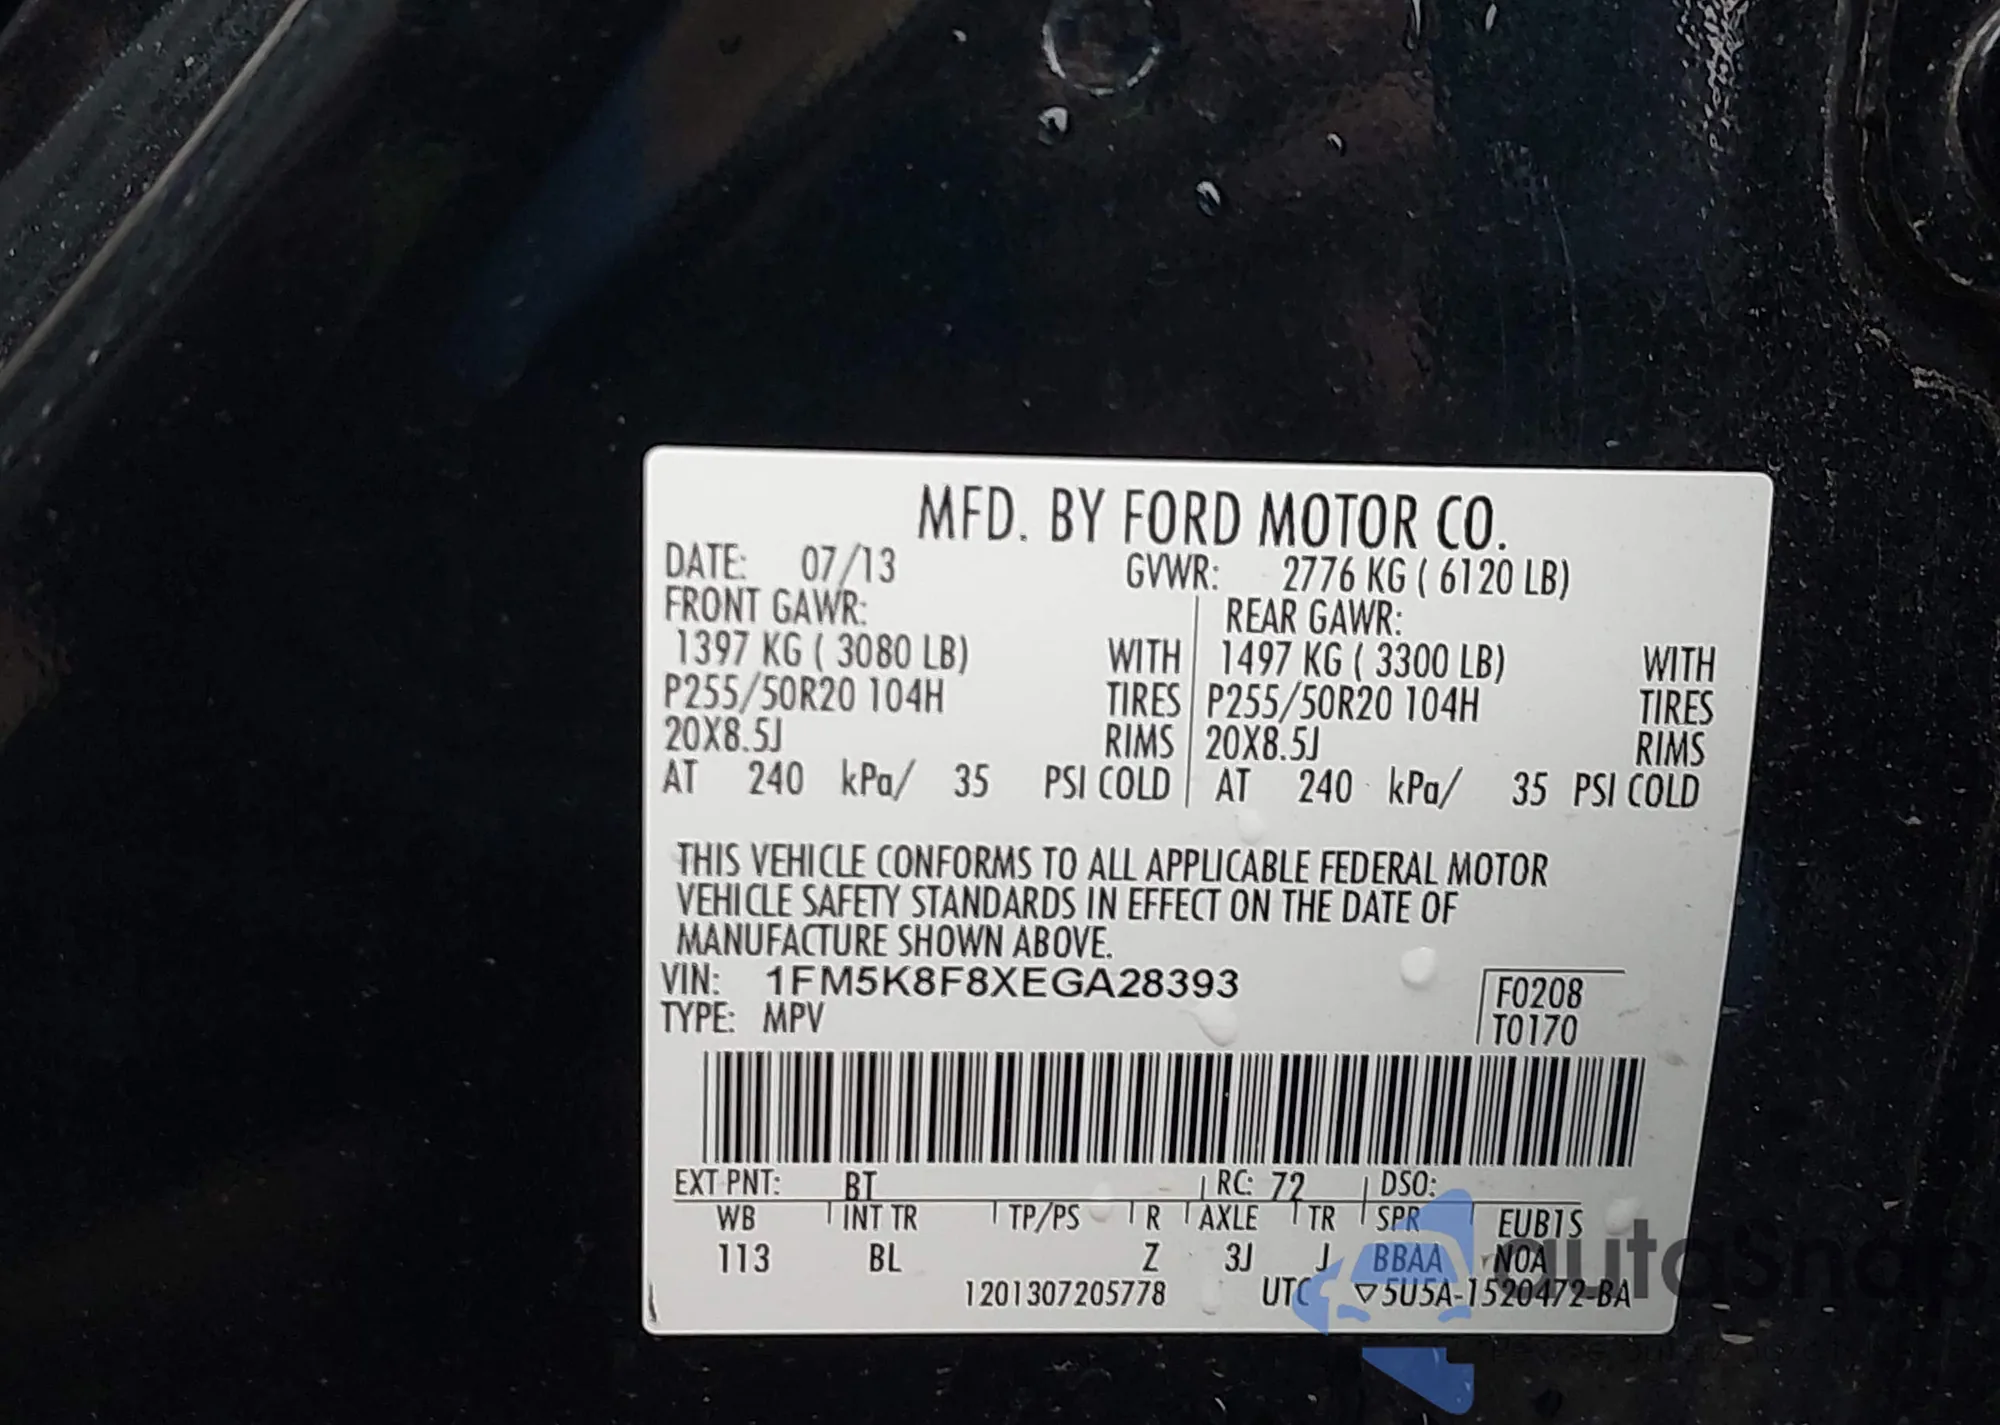 MFD. BY FORD MOTOR CO.
DATE: 07/13 GVWR: 2776 KG ( 6120 LB)
FRONT GAWR: REAR GAWR:
1397 KG ( 3080 LB) WITH 1497 KG ( 3300 LB) WITH
P255/50R20 104H TIRES P255/50R20 104H TIRES
20X8.5J RIMS 20X8.5J RIMS
AT 240 kPa/ 35 PSI COLD AT 240 kPa/ 35 PSI COLD
THIS VEHICLE CONFORMS TO ALL APPLICABLE FEDERAL MOTOR
VEHICLE SAFETY STANDARDS IN EFFECT ON THE DATE OF
MANUFACTURE SHOWN ABOVE.
VIN: 1FM5K8F8XEGA28393
F0208
TYPE: MPV
T0170
EXT PNT: BT RC: 72 DSO:
WB INT TR TP/PS R AXLE TR SPR EUB1S
113 BL Z 3J J BBAA NOA
1201307205778 UTC ▽5U5A-1520472-BA
autosnap